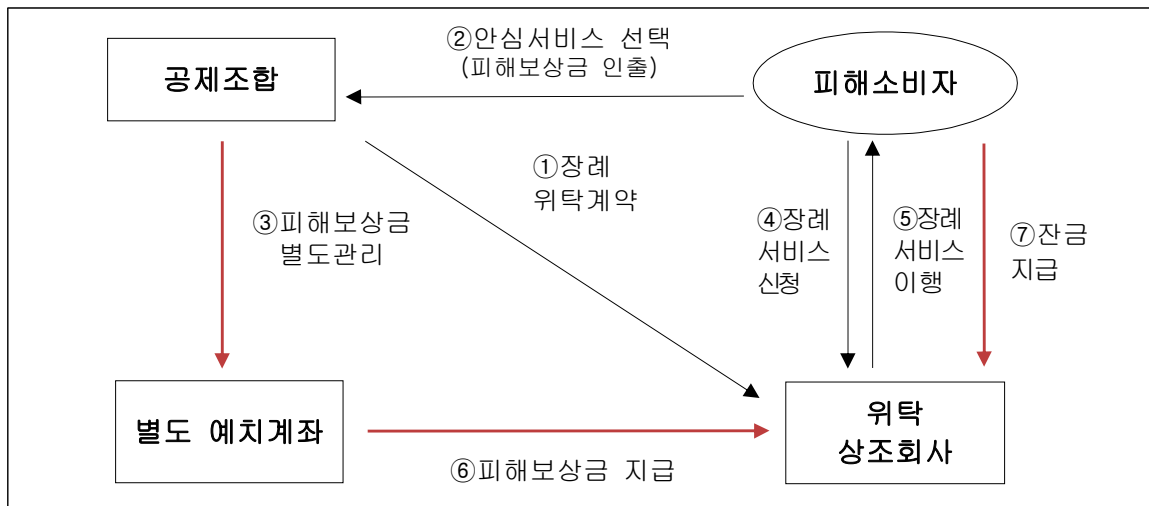 ②안심서비스 선택
(피해보상금 인출)
공제조합
피해소비자
①장례
위탁계약
③피해보상금
별도관리
④장례
서비스
신청
⑤장례
서비스
이행
⑦잔금
지급
별도 예치계좌
위탁
상조회사
⑥피해보상금 지급